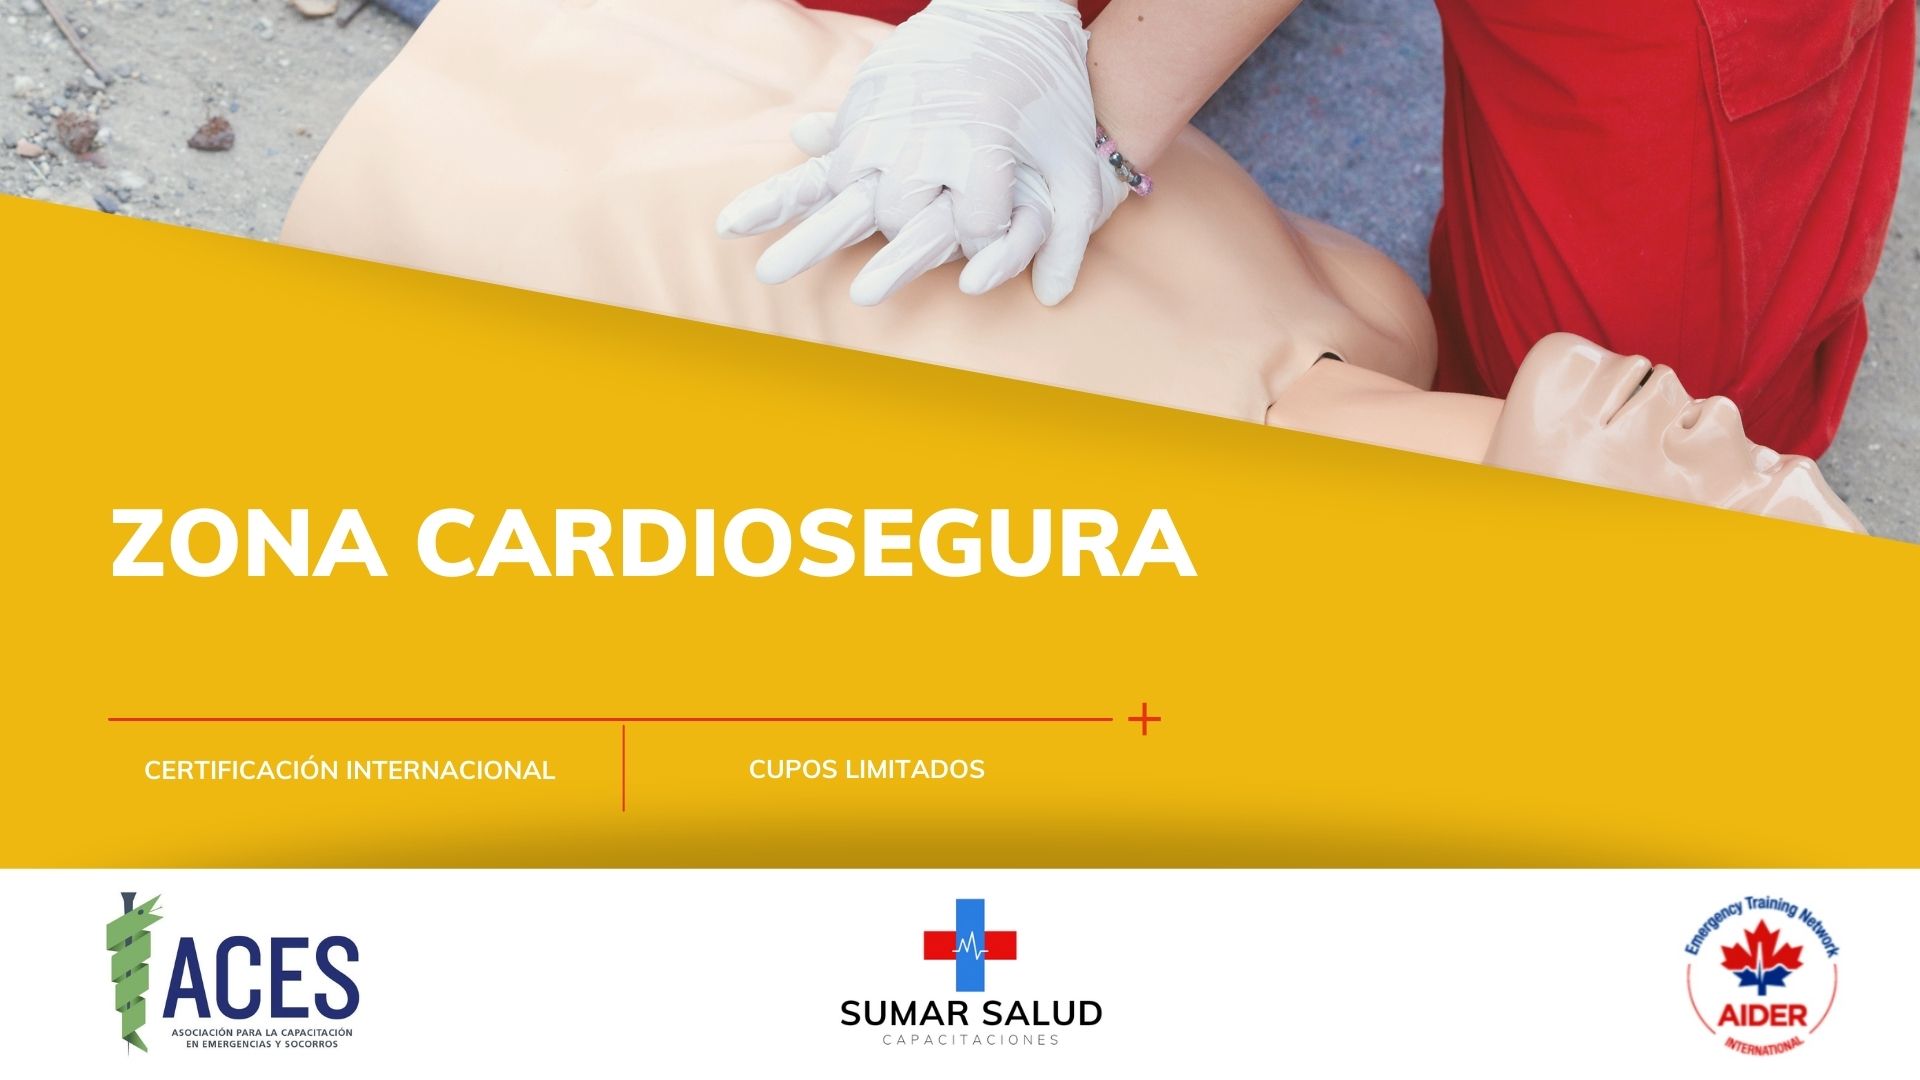 ZONA CARDIOSEGURA
CERTIFICACIÓN INTERNACIONAL
CUPOS LIMITADOS
ACES
ASOCIACIÓN PARA LA CAPACITACIÓN
EN EMERGENCIAS Y SOCORROS
SUMAR SALUD
CAPACITACIONES
Emergency Training Network
AIDER
INTERNATIONAL